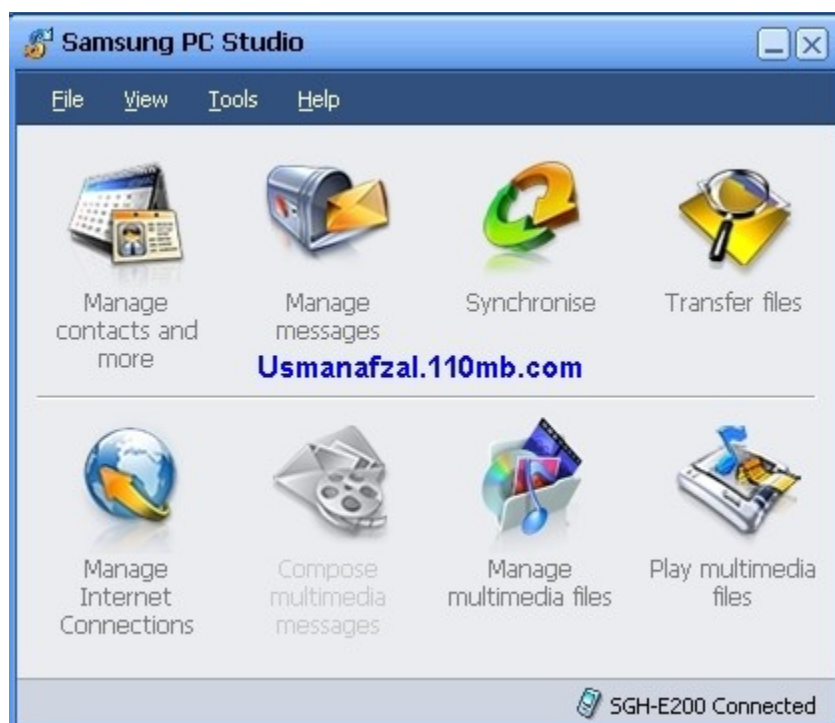 Samsung PC Studio
File View Tools Help
Manage
contacts and
more
Manage
messages
Synchronise
Transfer files
Usmanafzal.110mb.com
Manage
Internet
Connections
Compose
multimedia
messages
Manage
multimedia files
Play multimedia
files
SGH-E200 Connected